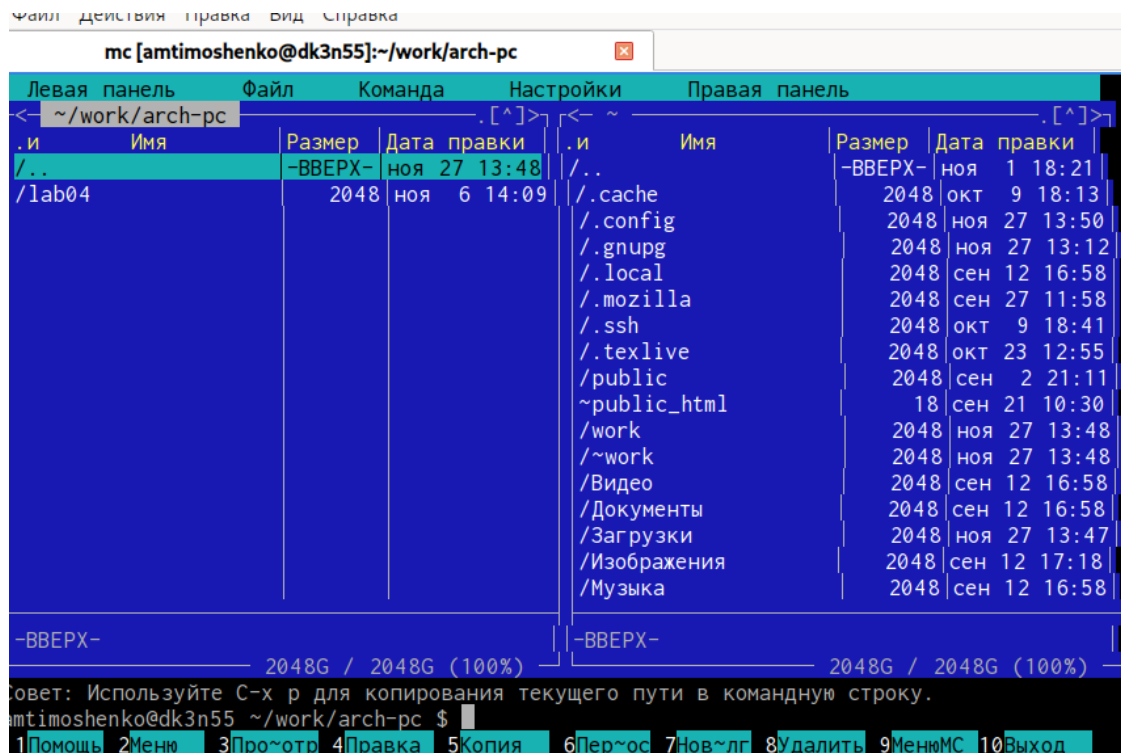 Файл Действия Правка Вид Справка
mc [amtimoshenko@dk3n55]:~/work/arch-pc
Левая панель Файл Команда Настройки Правая панель
<— ~/work/arch-pc .[^]> <— ~ .[^]>
.и Имя Размер Дата правки .и Имя Размер Дата правки
/.. -ВВЕРХ- ноя 27 13:48 /.. -ВВЕРХ- ноя 1 18:21
/lab04 2048 ноя 6 14:09 /.cache 2048 окт 9 18:13
/.config 2048 ноя 27 13:50
/.gnupg 2048 ноя 27 13:12
/.local 2048 сен 12 16:58
/.mozilla 2048 сен 27 11:58
/.ssh 2048 окт 9 18:41
/.texlive 2048 окт 23 12:55
/public 2048 сен 2 21:11
~public_html 18 сен 21 10:30
/work 2048 ноя 27 13:48
/~work 2048 ноя 27 13:48
/Видео 2048 сен 12 16:58
/Документы 2048 сен 12 16:58
/Загрузки 2048 ноя 27 13:47
/Изображения 2048 сен 12 17:18
/Музыка 2048 сен 12 16:58
-ВВЕРХ- -ВВЕРХ-
2048G / 2048G (100%) 2048G / 2048G (100%)
Совет: Используйте C-x p для копирования текущего пути в командную строку.
amtimoshenko@dk3n55 ~/work/arch-pc $
1Помощь 2Меню 3Про~отр 4Правка 5Копия 6Пер~ос 7Нов~лг 8Удалить 9МенюМС 10Выход